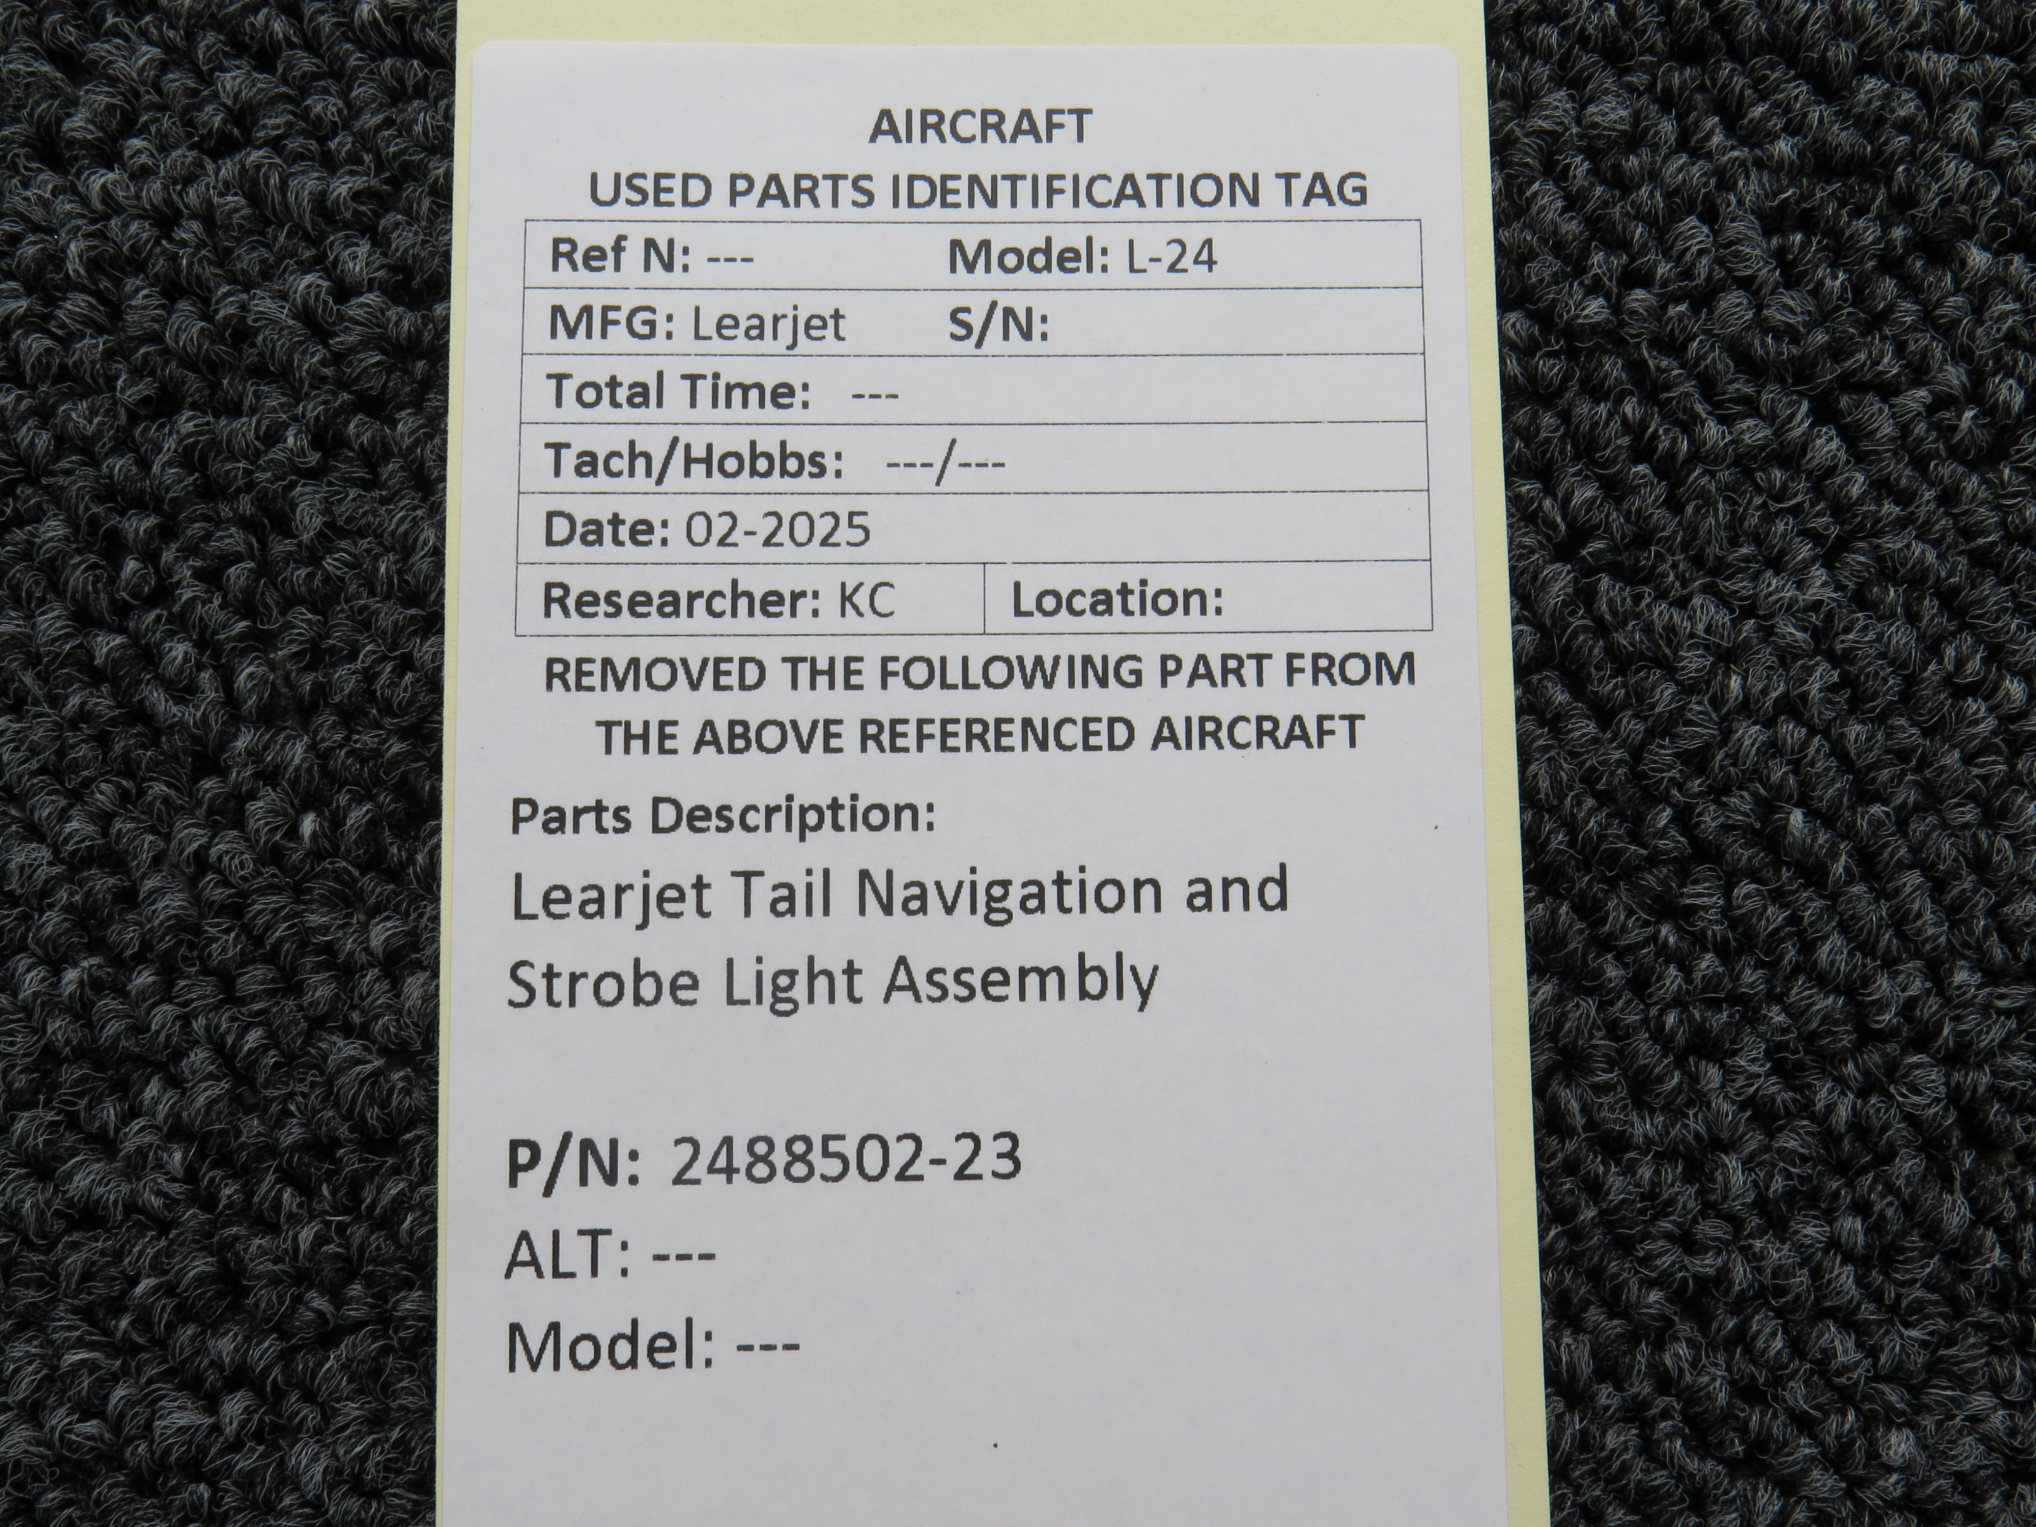 AIRCRAFT
USED PARTS IDENTIFICATION TAG
Ref N: --- Model: L-24
MFG: Learjet S/N:
Total Time: ---
Tach/Hobbs: ---/---
Date: 02-2025
Researcher: KC Location:
REMOVED THE FOLLOWING PART FROM
THE ABOVE REFERENCED AIRCRAFT
Parts Description:
Learjet Tail Navigation and
Strobe Light Assembly
P/N: 2488502-23
ALT: ---
Model: ---